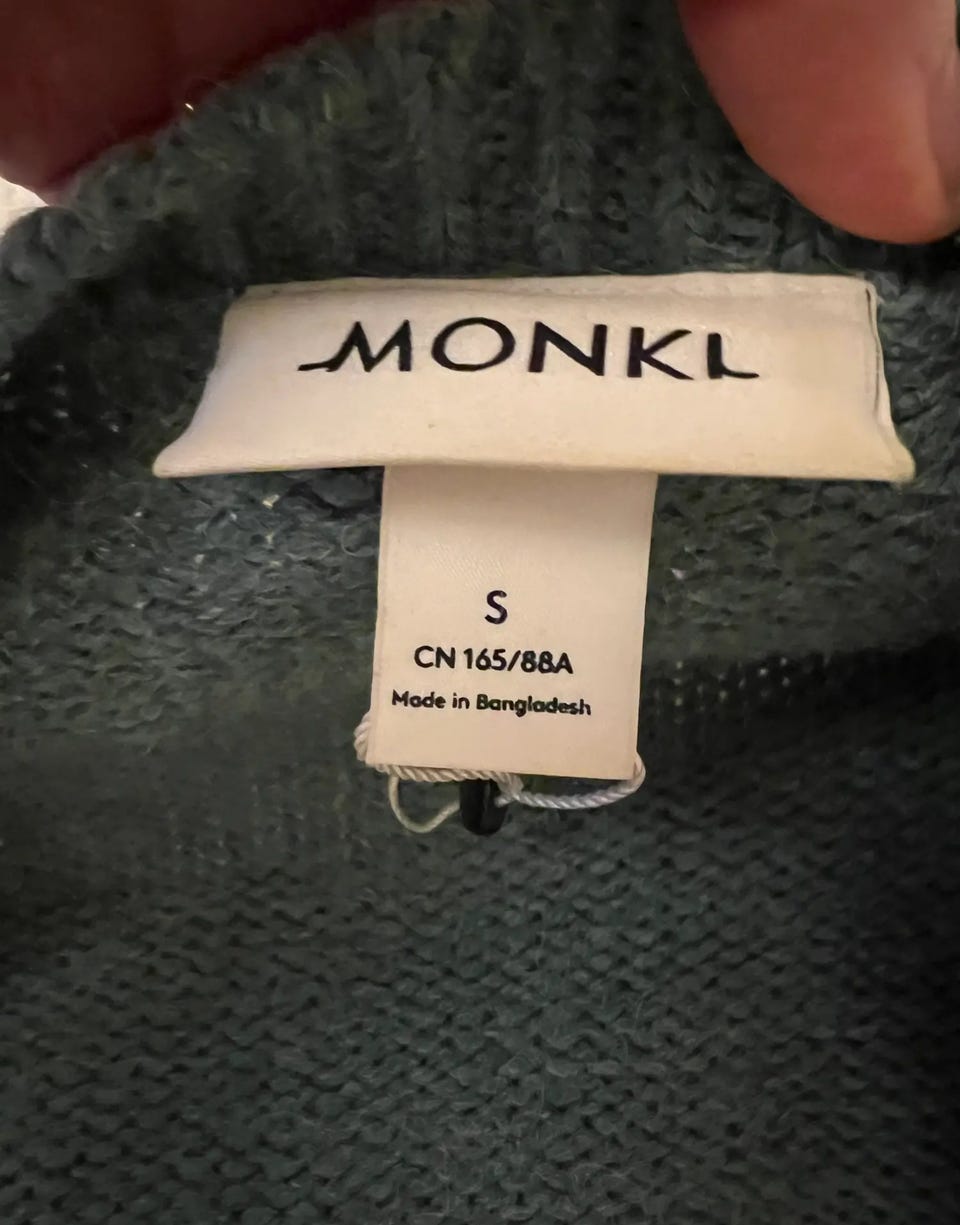 MONKI
S
CN 165/88A
Made in Bangladesh